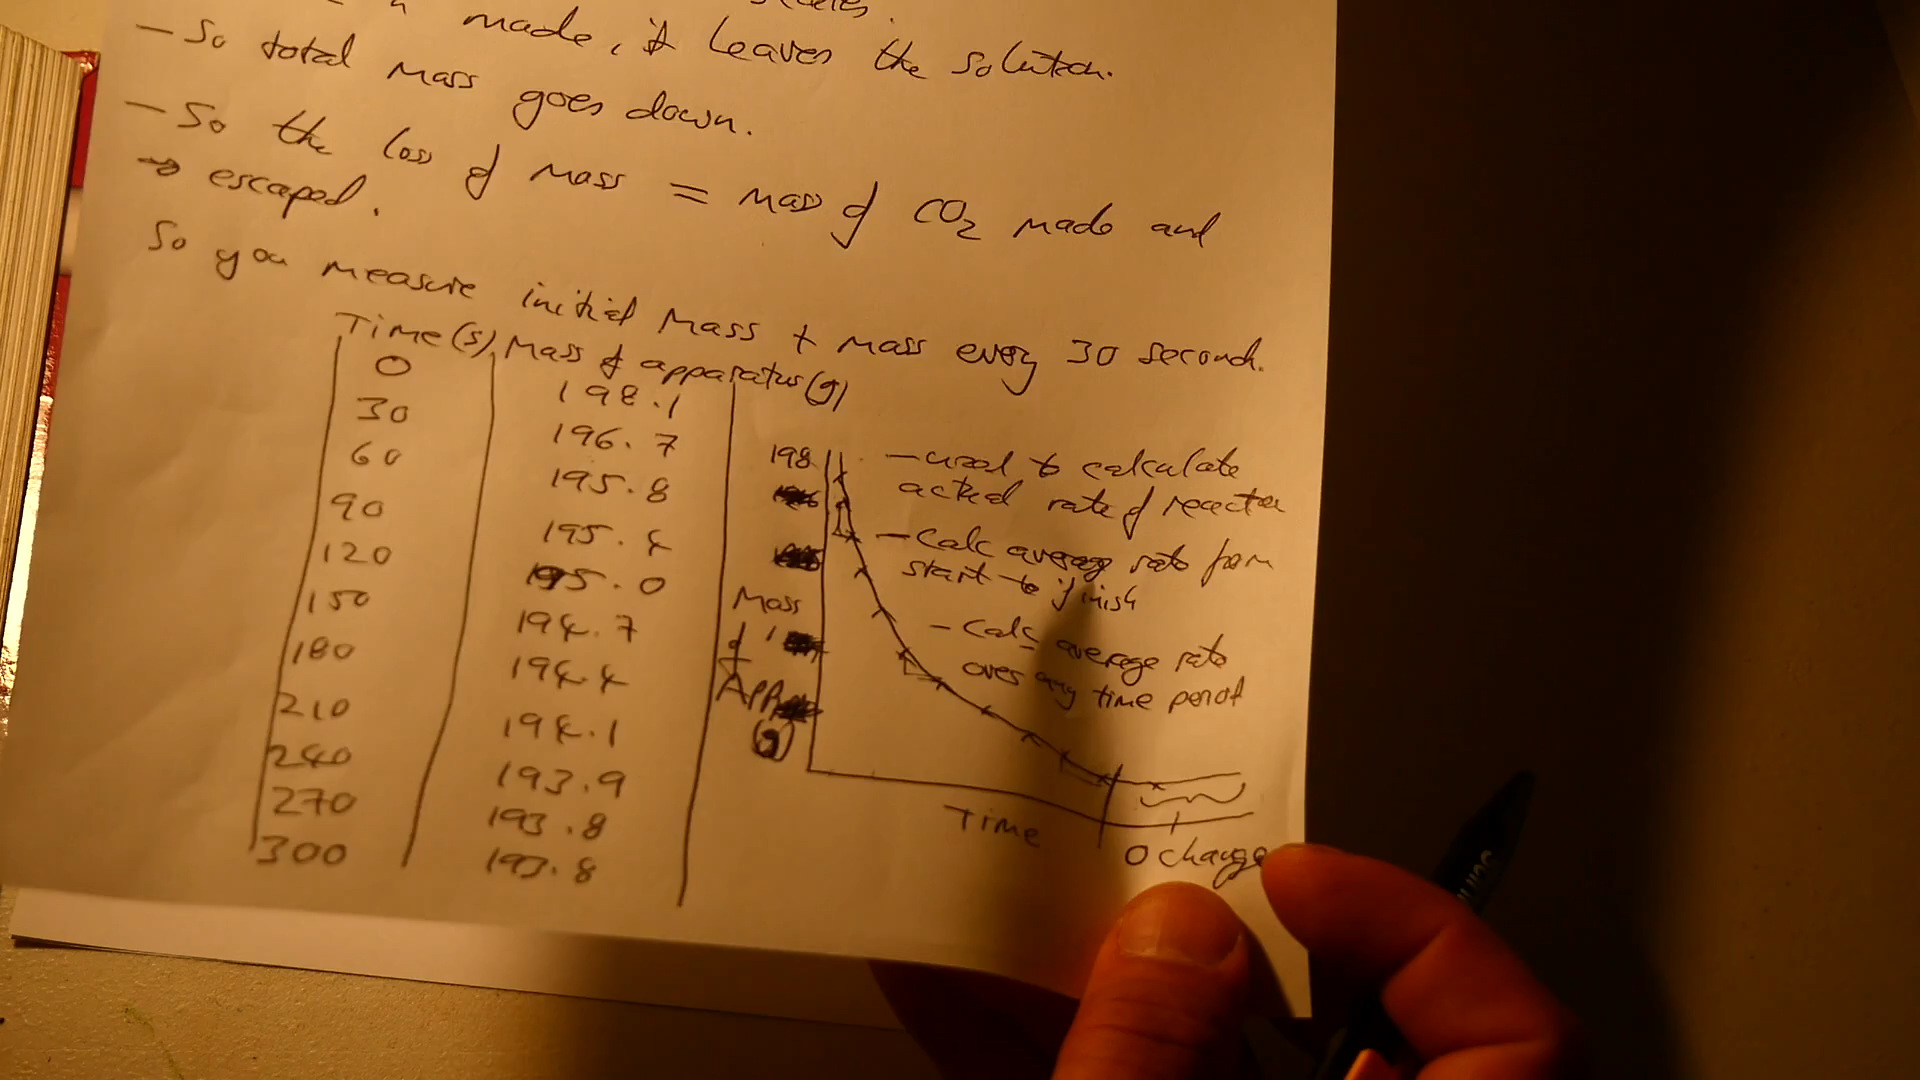 made, it leaves the solution.
- So total mass goes down.
- So the loss of mass = mass of CO2 made and
→ escaped.
So you measure initial mass + mass every 30 second.
Time (s) Mass of apparatus (g)
0 198.1
30 196.7
60 195.8
90 195.4
120 195.0
150 194.7
180 194.4
210 194.1
240 193.9
270 193.8
300 193.8
198
Mass
of
App
(g)
Time
0 change
- used to calculate
rate of reaction
- Calc average rate from
start to finish
- Calc average rate
over any time period